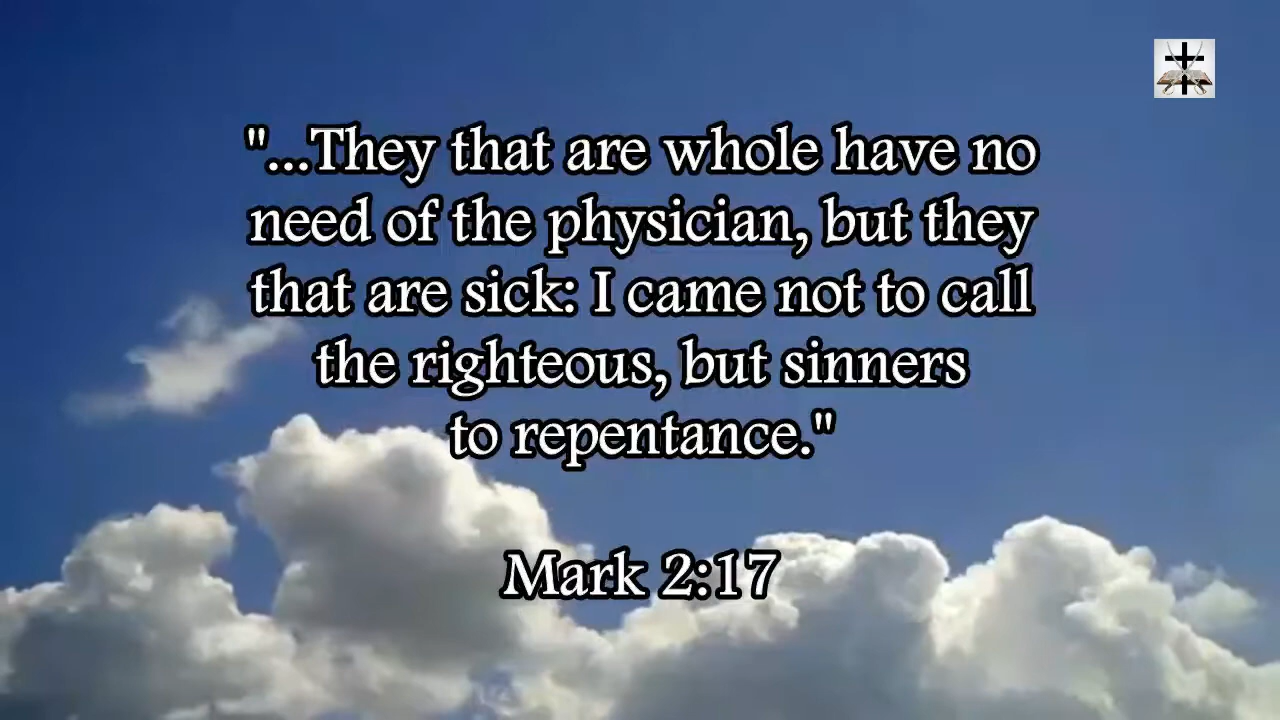 "...They that are whole have no
need of the physician, but they
that are sick: I came not to call
the righteous, but sinners
to repentance."
Mark 2:17